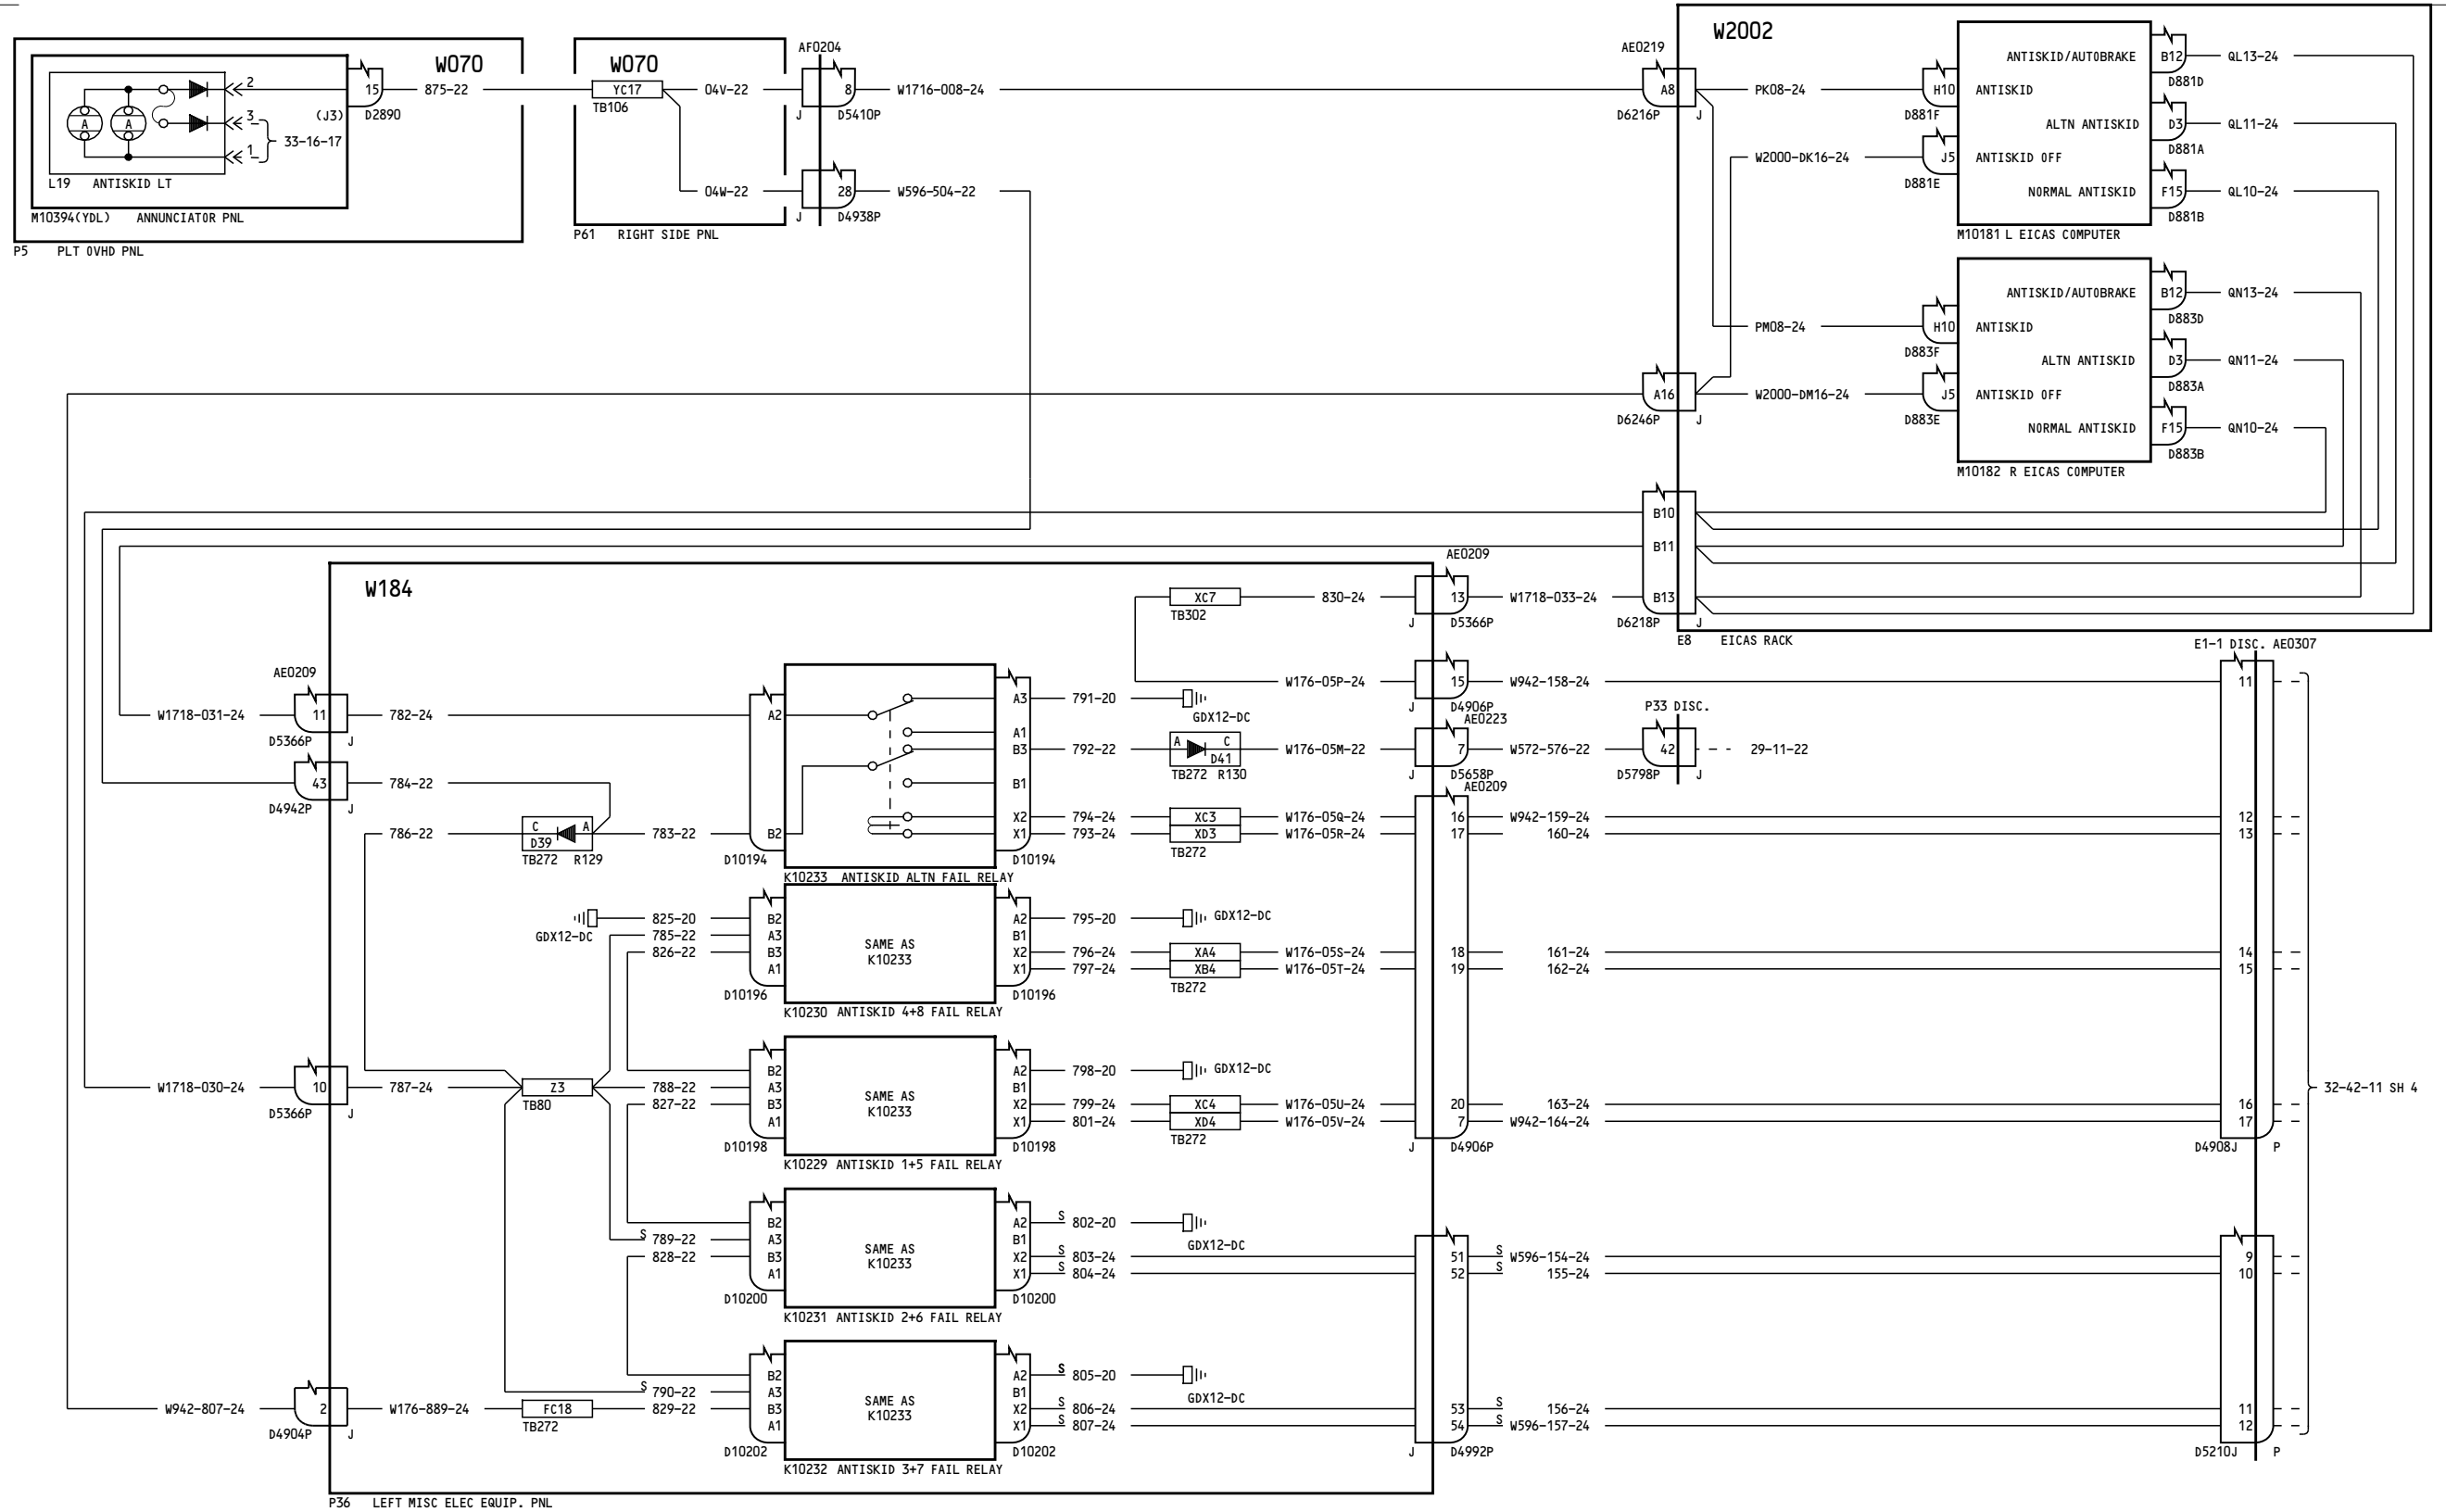 W070
W070
AF0204
AE0219
W2002
2
3
1
33-16-17
A
A
L19 ANTISKID LT
M10394(YDL) ANNUNCIATOR PNL
P5 PLT OVHD PNL
15
(J3)
D2890
875-22
YC17
TB106
04V-22
04W-22
P61 RIGHT SIDE PNL
8
J
D5410P
W1716-008-24
28
J
D4938P
W596-504-22
A8
D6216P
J
PK08-24
H10
D881F
W2000-DK16-24
J5
D881E
ANTISKID/AUTOBRAKE
ANTISKID
ALTN ANTISKID
ANTISKID OFF
NORMAL ANTISKID
M10181 L EICAS COMPUTER
B12
QL13-24
D881D
D3
QL11-24
D881A
F15
QL10-24
D881B
PM08-24
H10
D883F
A16
D6246P
J
W2000-DM16-24
J5
D883E
ANTISKID/AUTOBRAKE
ANTISKID
ALTN ANTISKID
ANTISKID OFF
NORMAL ANTISKID
M10182 R EICAS COMPUTER
B12
QN13-24
D883D
D3
QN11-24
D883A
F15
QN10-24
D883B
B10
B11
B13
D6218P
J
E8 EICAS RACK
W184
XC7
TB302
830-24
AE0209
13
J
D5366P
W1718-033-24
W176-05P-24
15
J
D4906P
W942-158-24
E1-1 DISC. AE0307
11
AE0209
W1718-031-24
11
D5366P
J
782-24
A2
A3
791-20
GDX12-DC
A1
B3
792-22
A
C
D41
TB272 R130
W176-05M-22
AE0223
7
J
D5658P
W572-576-22
P33 DISC.
42
D5798P
J
29-11-22
43
D4942P
J
784-22
B1
AE0209
X2
794-24
XC3
W176-05Q-24
16
W942-159-24
12
786-22
C
A
D39
TB272 R129
783-22
B2
D10194
X1
793-24
XD3
W176-05R-24
17
160-24
13
D10194
TB272
K10233 ANTISKID ALTN FAIL RELAY
GDX12-DC
825-20
B2
785-22
A3
826-22
B3
A1
D10196
SAME AS
K10233
A2
795-20
GDX12-DC
B1
X2
796-24
XA4
W176-05S-24
18
161-24
14
X1
797-24
XB4
W176-05T-24
19
162-24
15
D10196
TB272
K10230 ANTISKID 4+8 FAIL RELAY
W1718-030-24
10
D5366P
J
787-24
Z3
TB80
B2
788-22
A3
827-22
B3
A1
D10198
SAME AS
K10233
A2
798-20
GDX12-DC
B1
X2
799-24
XC4
W176-05U-24
20
163-24
16
X1
801-24
XD4
W176-05V-24
7
W942-164-24
17
D10198
TB272
J
D4906P
D4908J
P
32-42-11 SH 4
K10229 ANTISKID 1+5 FAIL RELAY
B2
S
789-22
A3
828-22
B3
A1
D10200
SAME AS
K10233
A2
S
802-20
GDX12-DC
B1
X2
S
803-24
51
S
W596-154-24
9
X1
S
804-24
52
S
155-24
10
D10200
K10231 ANTISKID 2+6 FAIL RELAY
W942-807-24
2
D4904P
J
W176-889-24
FC18
TB272
B2
S
790-22
A3
829-22
B3
A1
D10202
SAME AS
K10233
A2
S
805-20
GDX12-DC
B1
X2
S
806-24
53
S
156-24
11
X1
S
807-24
54
S
W596-157-24
12
D10202
J
D4992P
D5210J
P
K10232 ANTISKID 3+7 FAIL RELAY
P36 LEFT MISC ELEC EQUIP. PNL